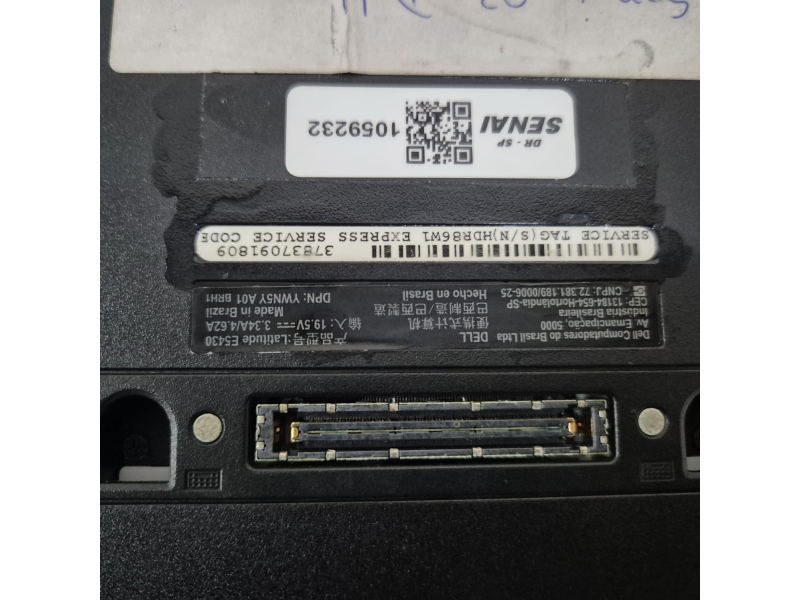 Dell Computadores do Brasil Ltda
Av. Emancipação, 5000
Industria Brasileira
CEP: 13184-654-Hortolândia-SP
CNPJ. 72.381.189/0006-25
DELL
便携式计算机
巴西制造/巴西製造
Hecho en Brasil
产品型号:Latitude E5430
输入: 19.5V⎓ 3.34A/4.62A
Made in Brazil
DPN: YWN5Y A01 BRH1
37837091809
SERVICE TAG(S/N)HDR86W1 EXPRESS SERVICE CODE
DR - SP
SENAI
1059232